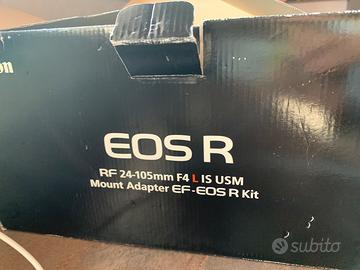 EOS R
RF 24-105mm F4 L IS USM
Mount Adapter EF-EOS R Kit
subito